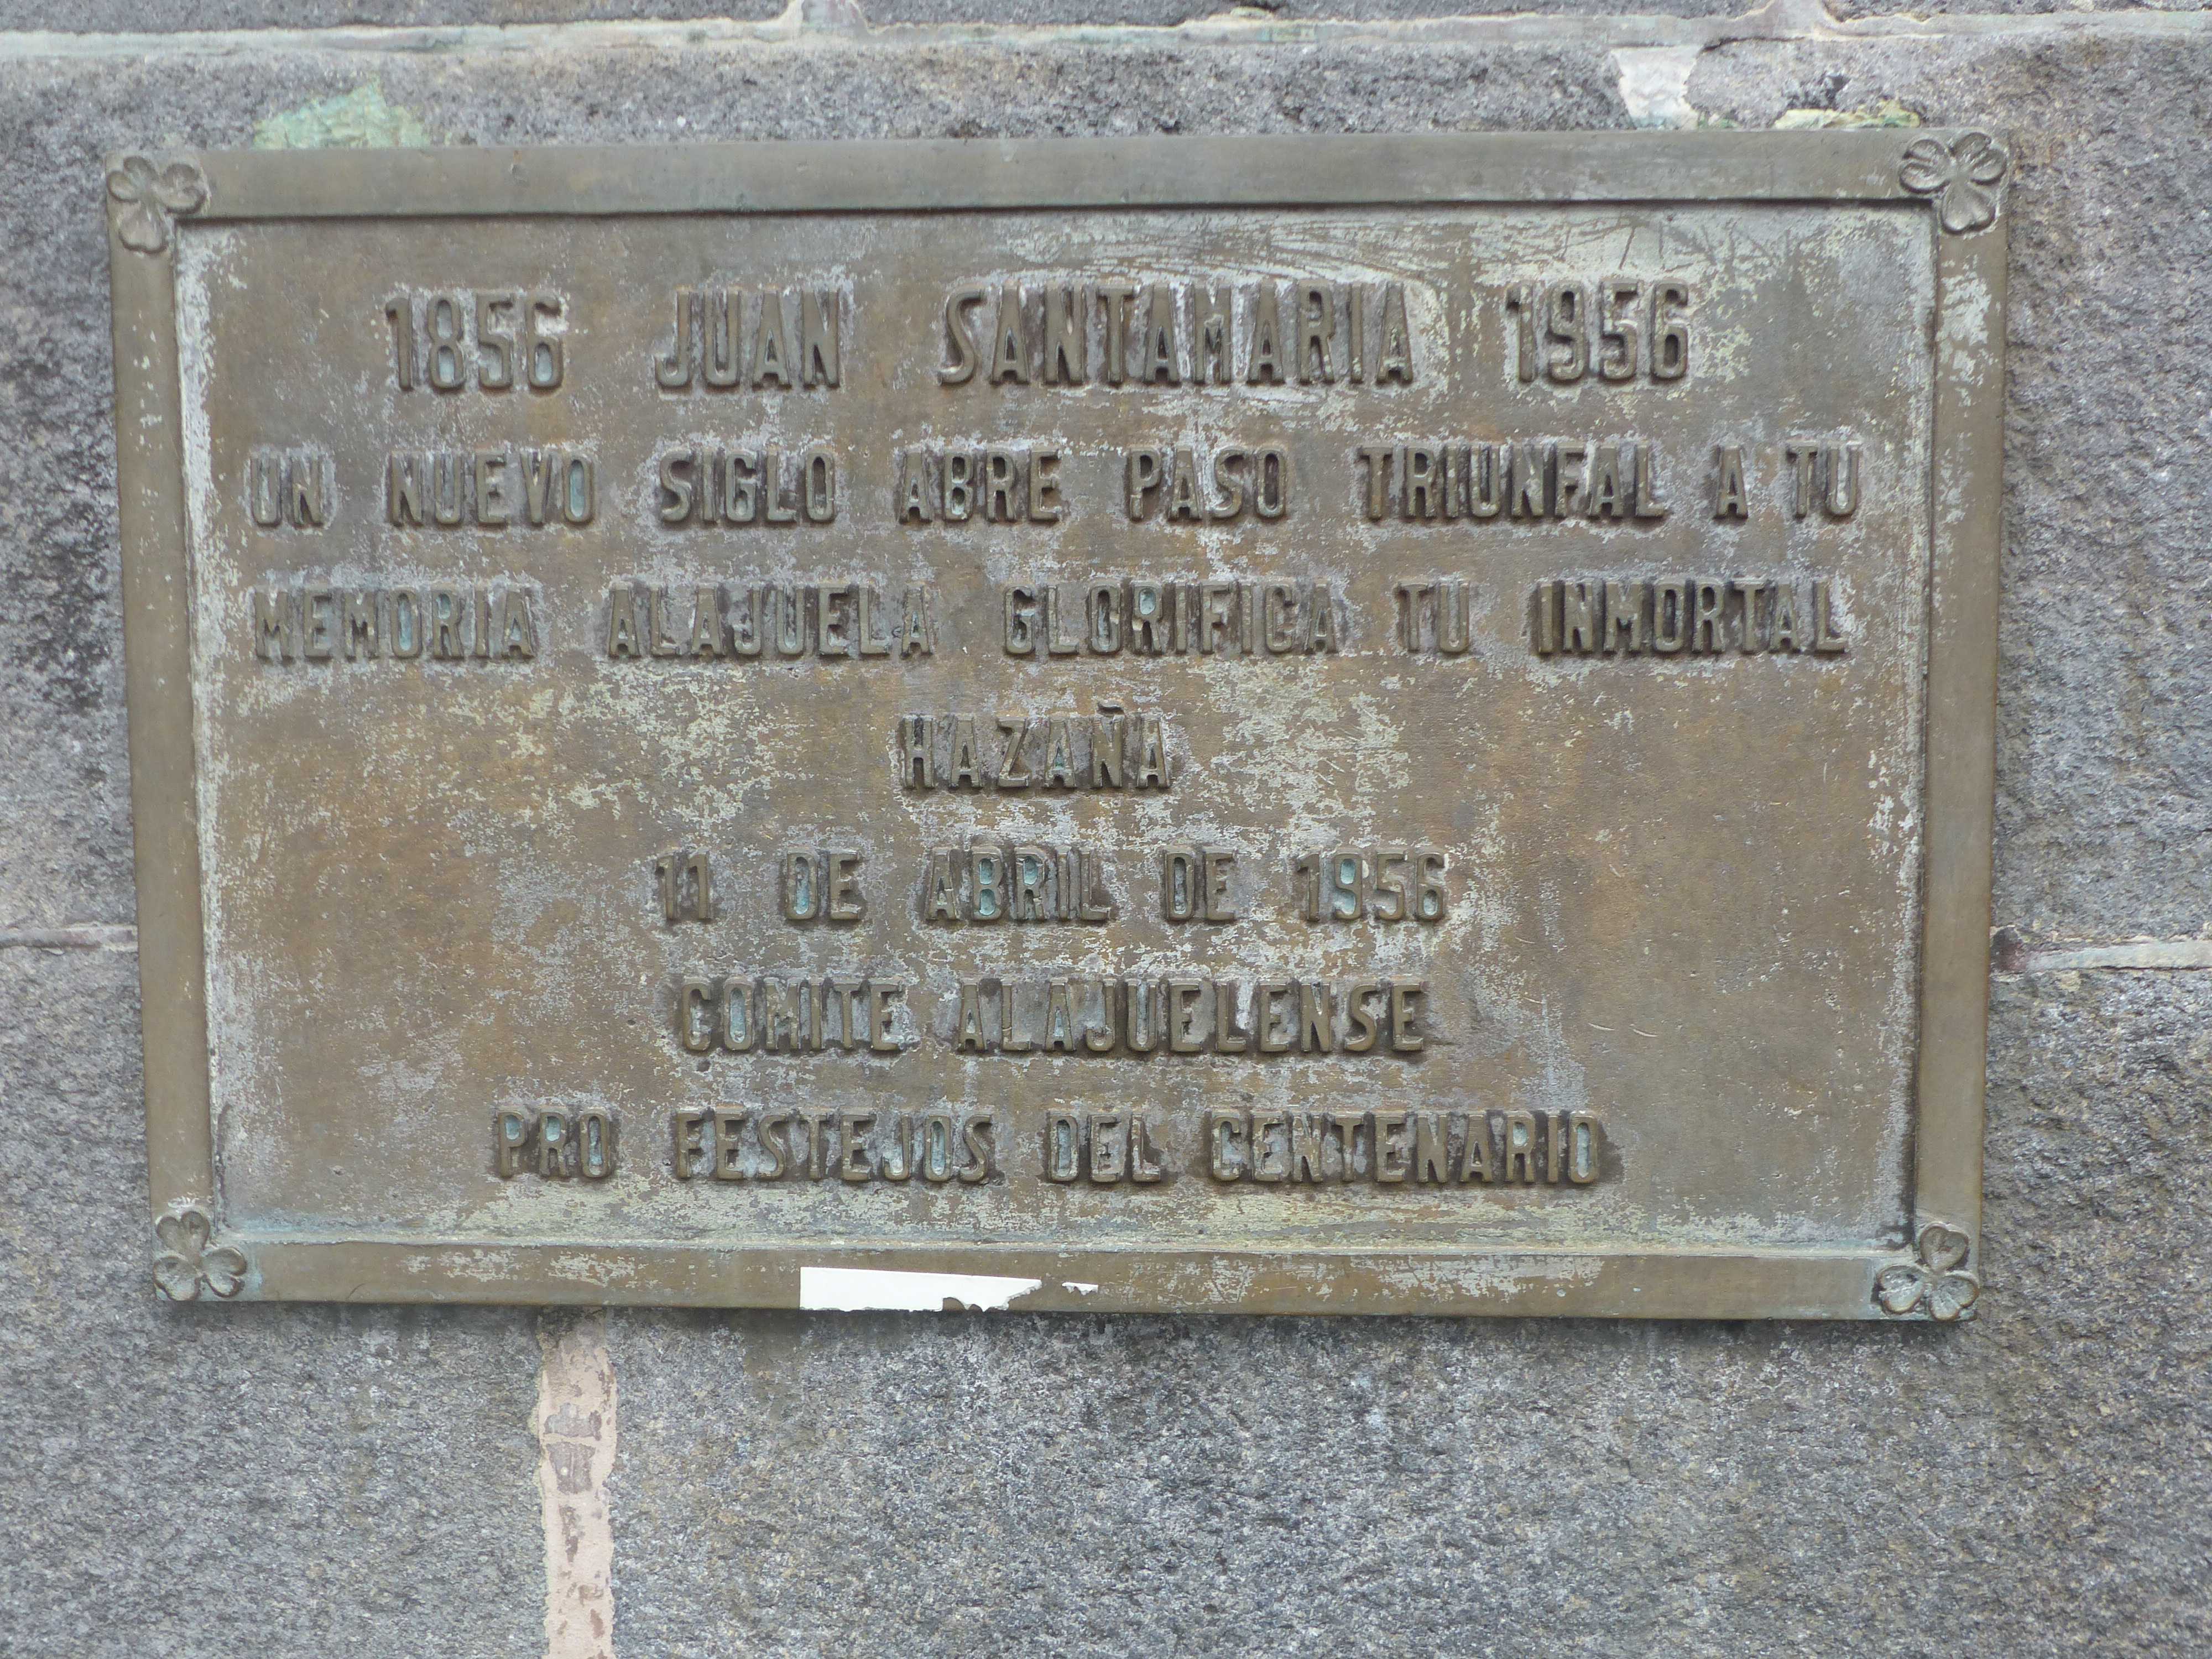 1856 JUAN SANTAMARIA 1956
UN NUEVO SIGLO ABRE PASO TRIUNFAL A TU
MEMORIA ALAJUELA GLORIFICA TU INMORTAL
HAZAÑA
11 DE ABRIL DE 1956
COMITE ALAJUELENSE
PRO FESTEJOS DEL CENTENARIO